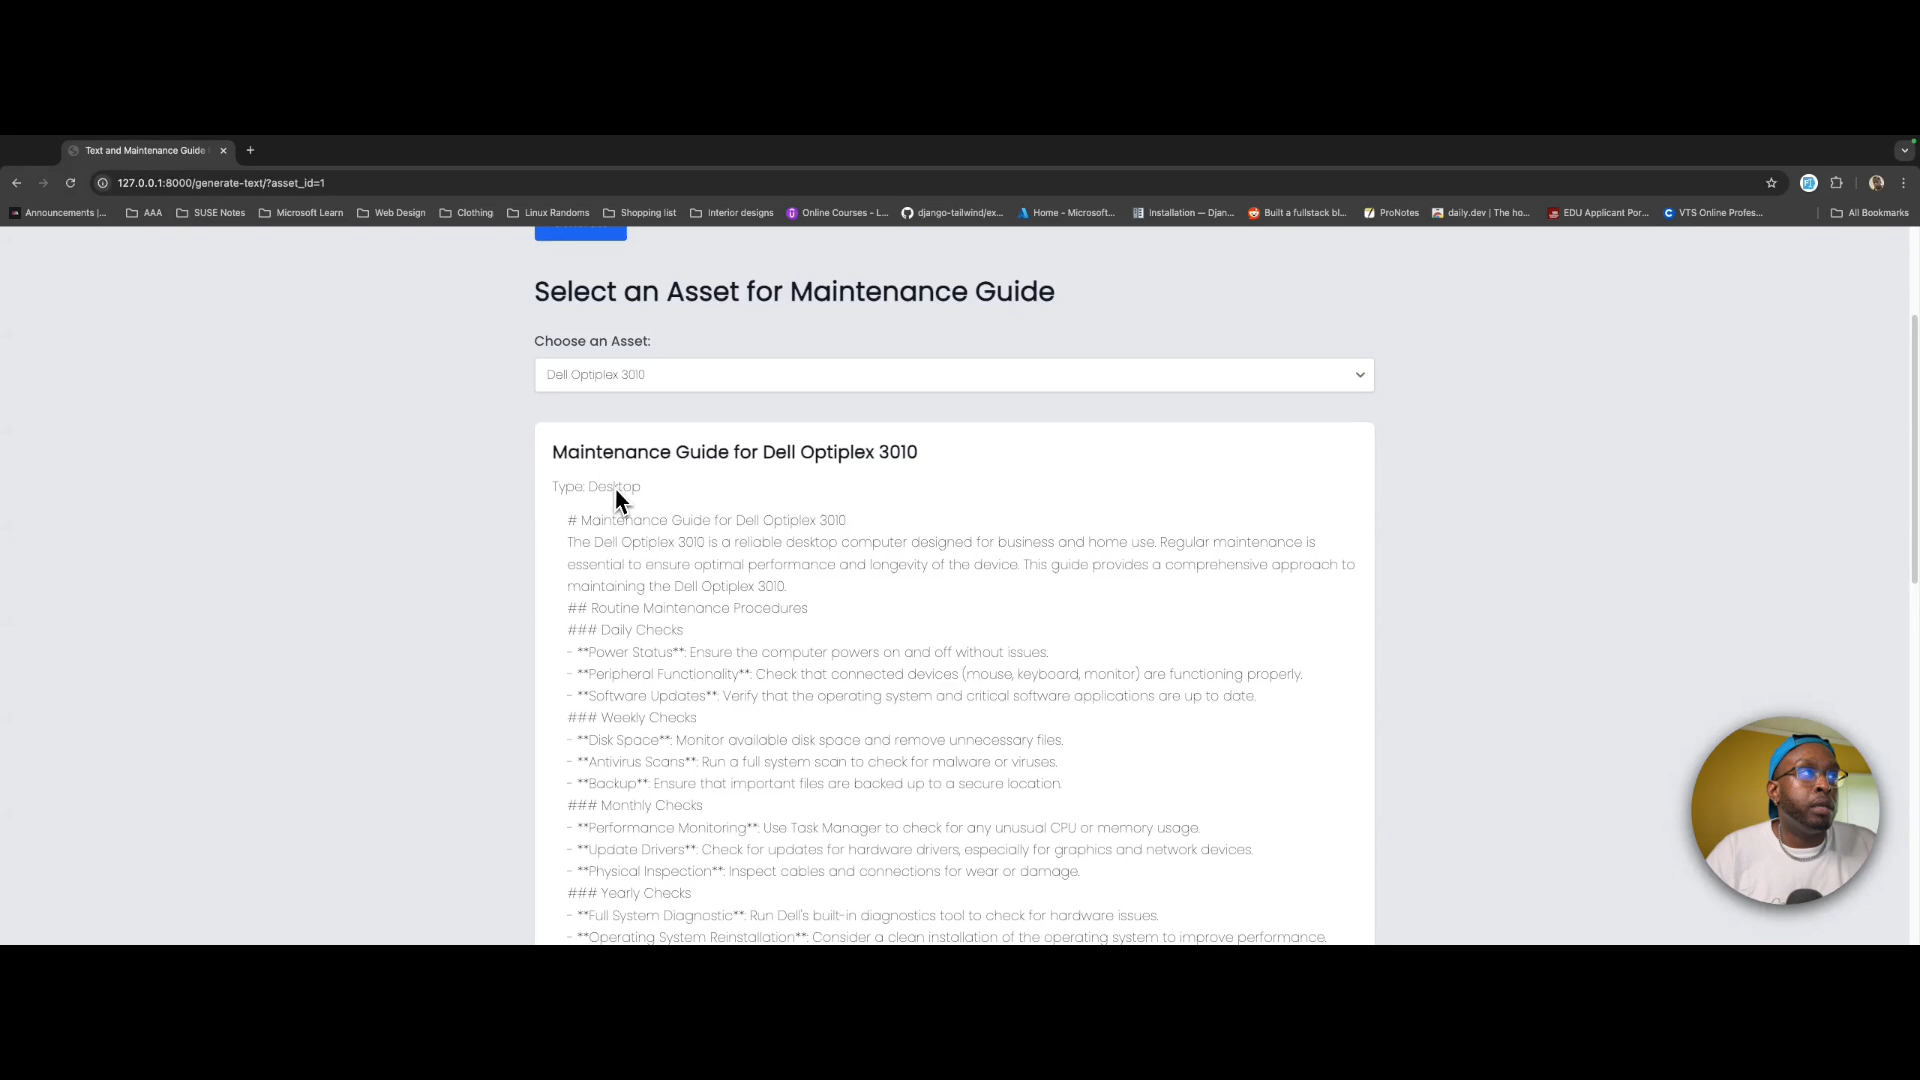 Text and Maintenance Guide
127.0.0.1:8000/generate-text/?asset_id=1
Announcements |...
AAA
SUSE Notes
Microsoft Learn
Web Design
Clothing
Linux Randoms
Shopping list
Interior designs
Online Courses - L...
django-tailwind/ex...
Home - Microsoft...
Installation — Djan...
Built a fullstack bl...
ProNotes
daily.dev | The ho...
EDU Applicant Por...
VTS Online Profes...
All Bookmarks
Select an Asset for Maintenance Guide
Choose an Asset:
Dell Optiplex 3010
Maintenance Guide for Dell Optiplex 3010
Type: Desktop
# Maintenance Guide for Dell Optiplex 3010
The Dell Optiplex 3010 is a reliable desktop computer designed for business and home use. Regular maintenance is
essential to ensure optimal performance and longevity of the device. This guide provides a comprehensive approach to
maintaining the Dell Optiplex 3010.
## Routine Maintenance Procedures
### Daily Checks
- **Power Status**: Ensure the computer powers on and off without issues.
- **Peripheral Functionality**: Check that connected devices (mouse, keyboard, monitor) are functioning properly.
- **Software Updates**: Verify that the operating system and critical software applications are up to date.
### Weekly Checks
- **Disk Space**: Monitor available disk space and remove unnecessary files.
- **Antivirus Scans**: Run a full system scan to check for malware or viruses.
- **Backup**: Ensure that important files are backed up to a secure location.
### Monthly Checks
- **Performance Monitoring**: Use Task Manager to check for any unusual CPU or memory usage.
- **Update Drivers**: Check for updates for hardware drivers, especially for graphics and network devices.
- **Physical Inspection**: Inspect cables and connections for wear or damage.
### Yearly Checks
- **Full System Diagnostic**: Run Dell's built-in diagnostics tool to check for hardware issues.
- **Operating System Reinstallation**: Consider a clean installation of the operating system to improve performance.